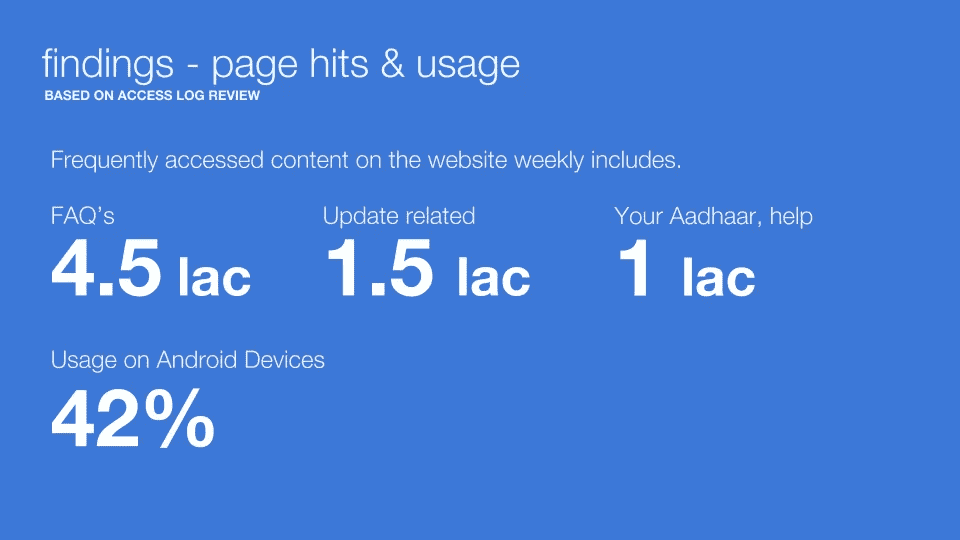 findings - page hits & usage
BASED ON ACCESS LOG REVIEW
Frequently accessed content on the website weekly includes.
FAQ’s
4.5 lac
Update related
1.5 lac
Your Aadhaar, help
1 lac
Usage on Android Devices
42%